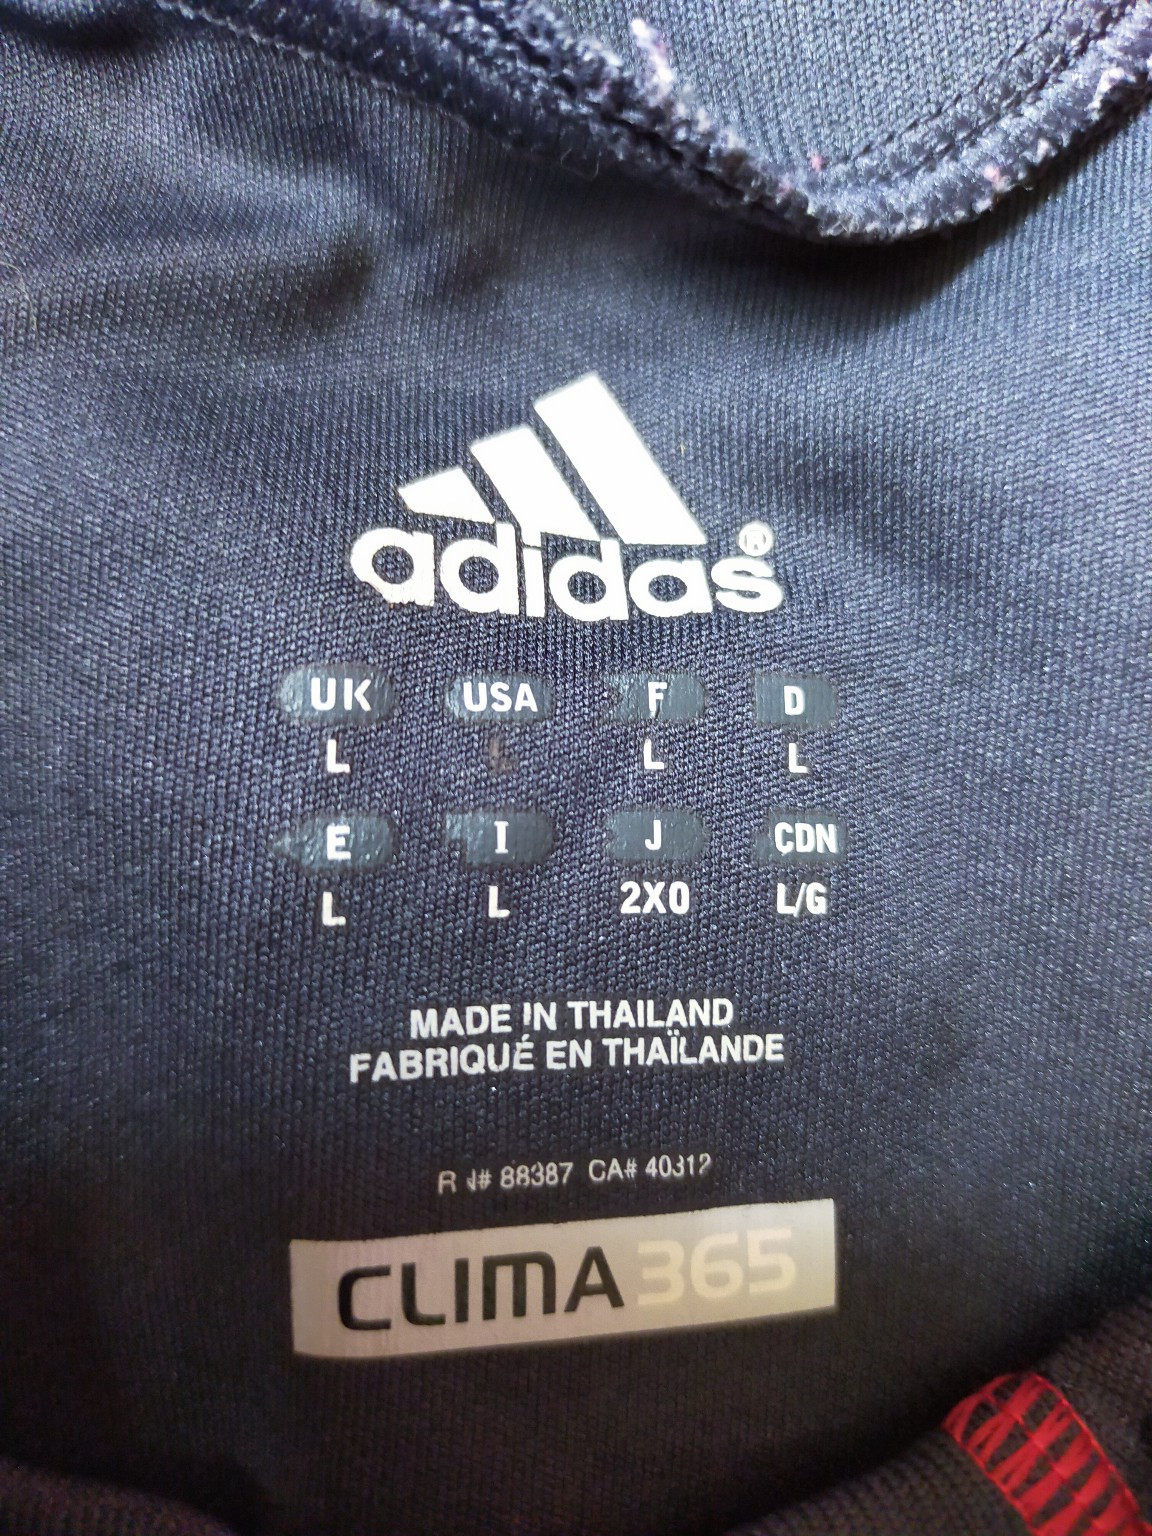 adidas®
UK USA F D
L L L L
E I J CDN
L L 2XO L/G
MADE IN THAILAND
FABRIQUÉ EN THAÏLANDE
88387 CA# 40312
CLIMA365